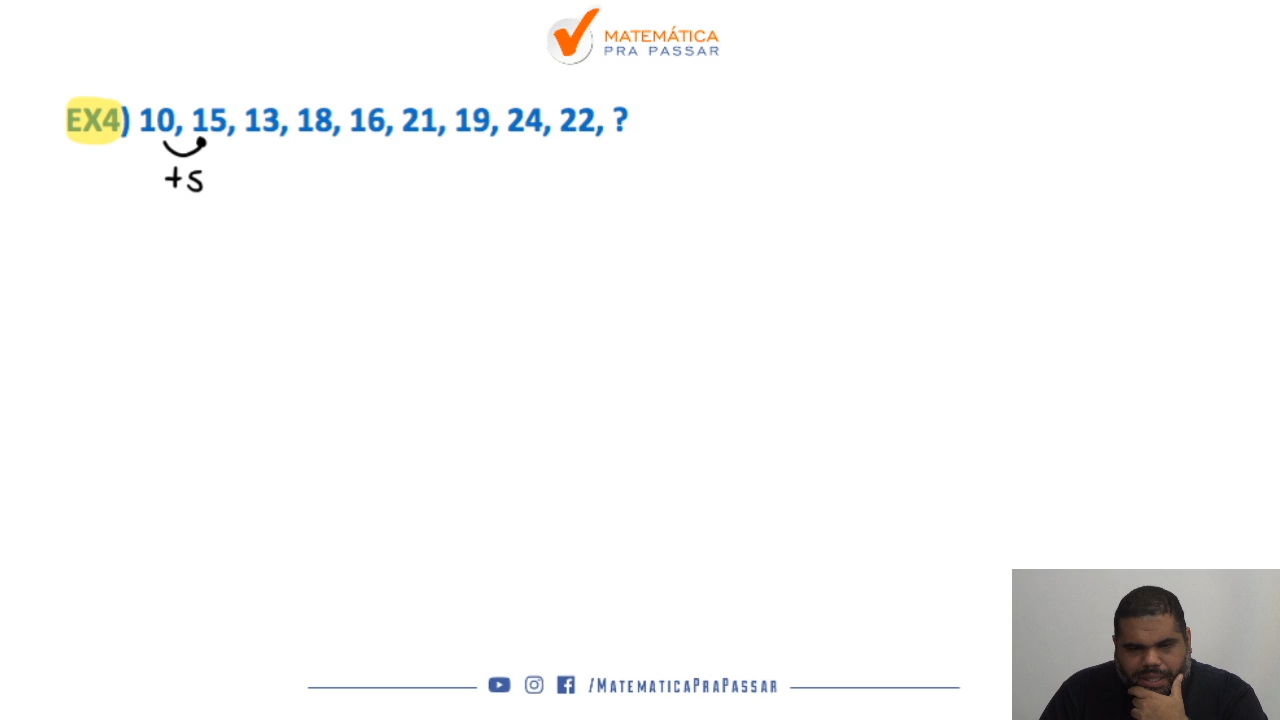 MATEMÁTICA
PRA PASSAR
EX4) 10, 15, 13, 18, 16, 21, 19, 24, 22, ?
+5
/MATEMATICAPRAPASSAR